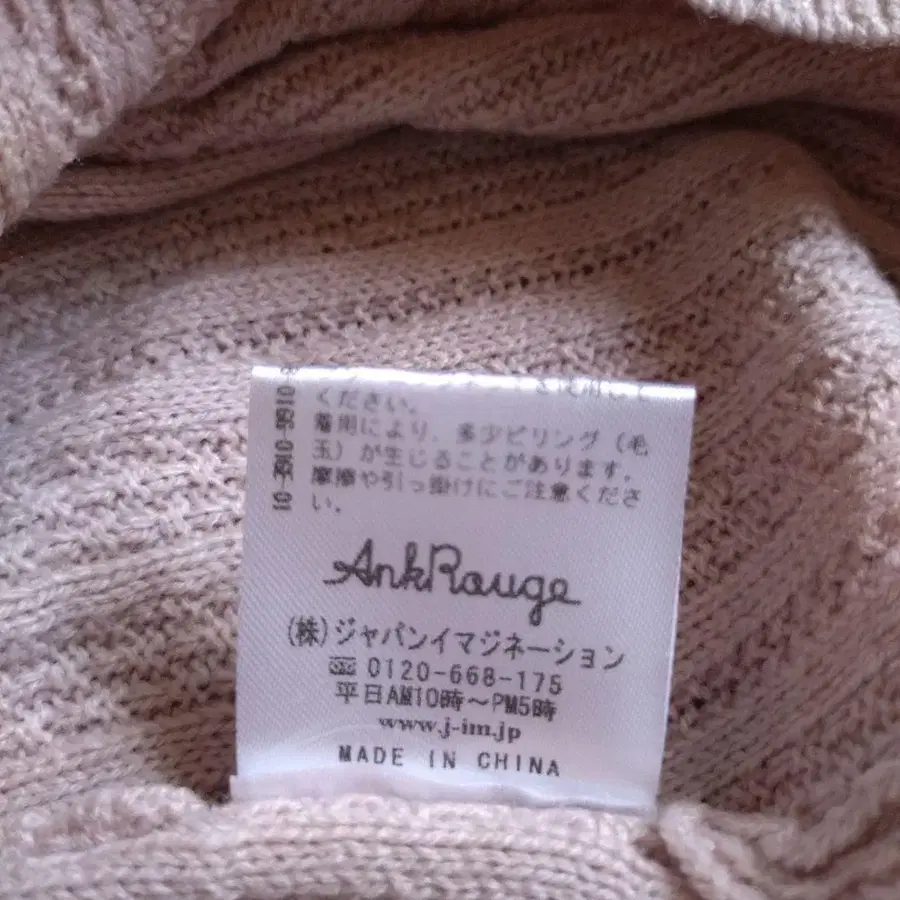 ください。
着用により、多少ピリング（毛
玉）が生じることがあります。
摩擦や引っ掛けにご注意くださ
い。
AnkRouge
(株)ジャパンイマジネーション
0120-668-175
平日AM10時～PM5時
www.j-im.jp
MADE IN CHINA